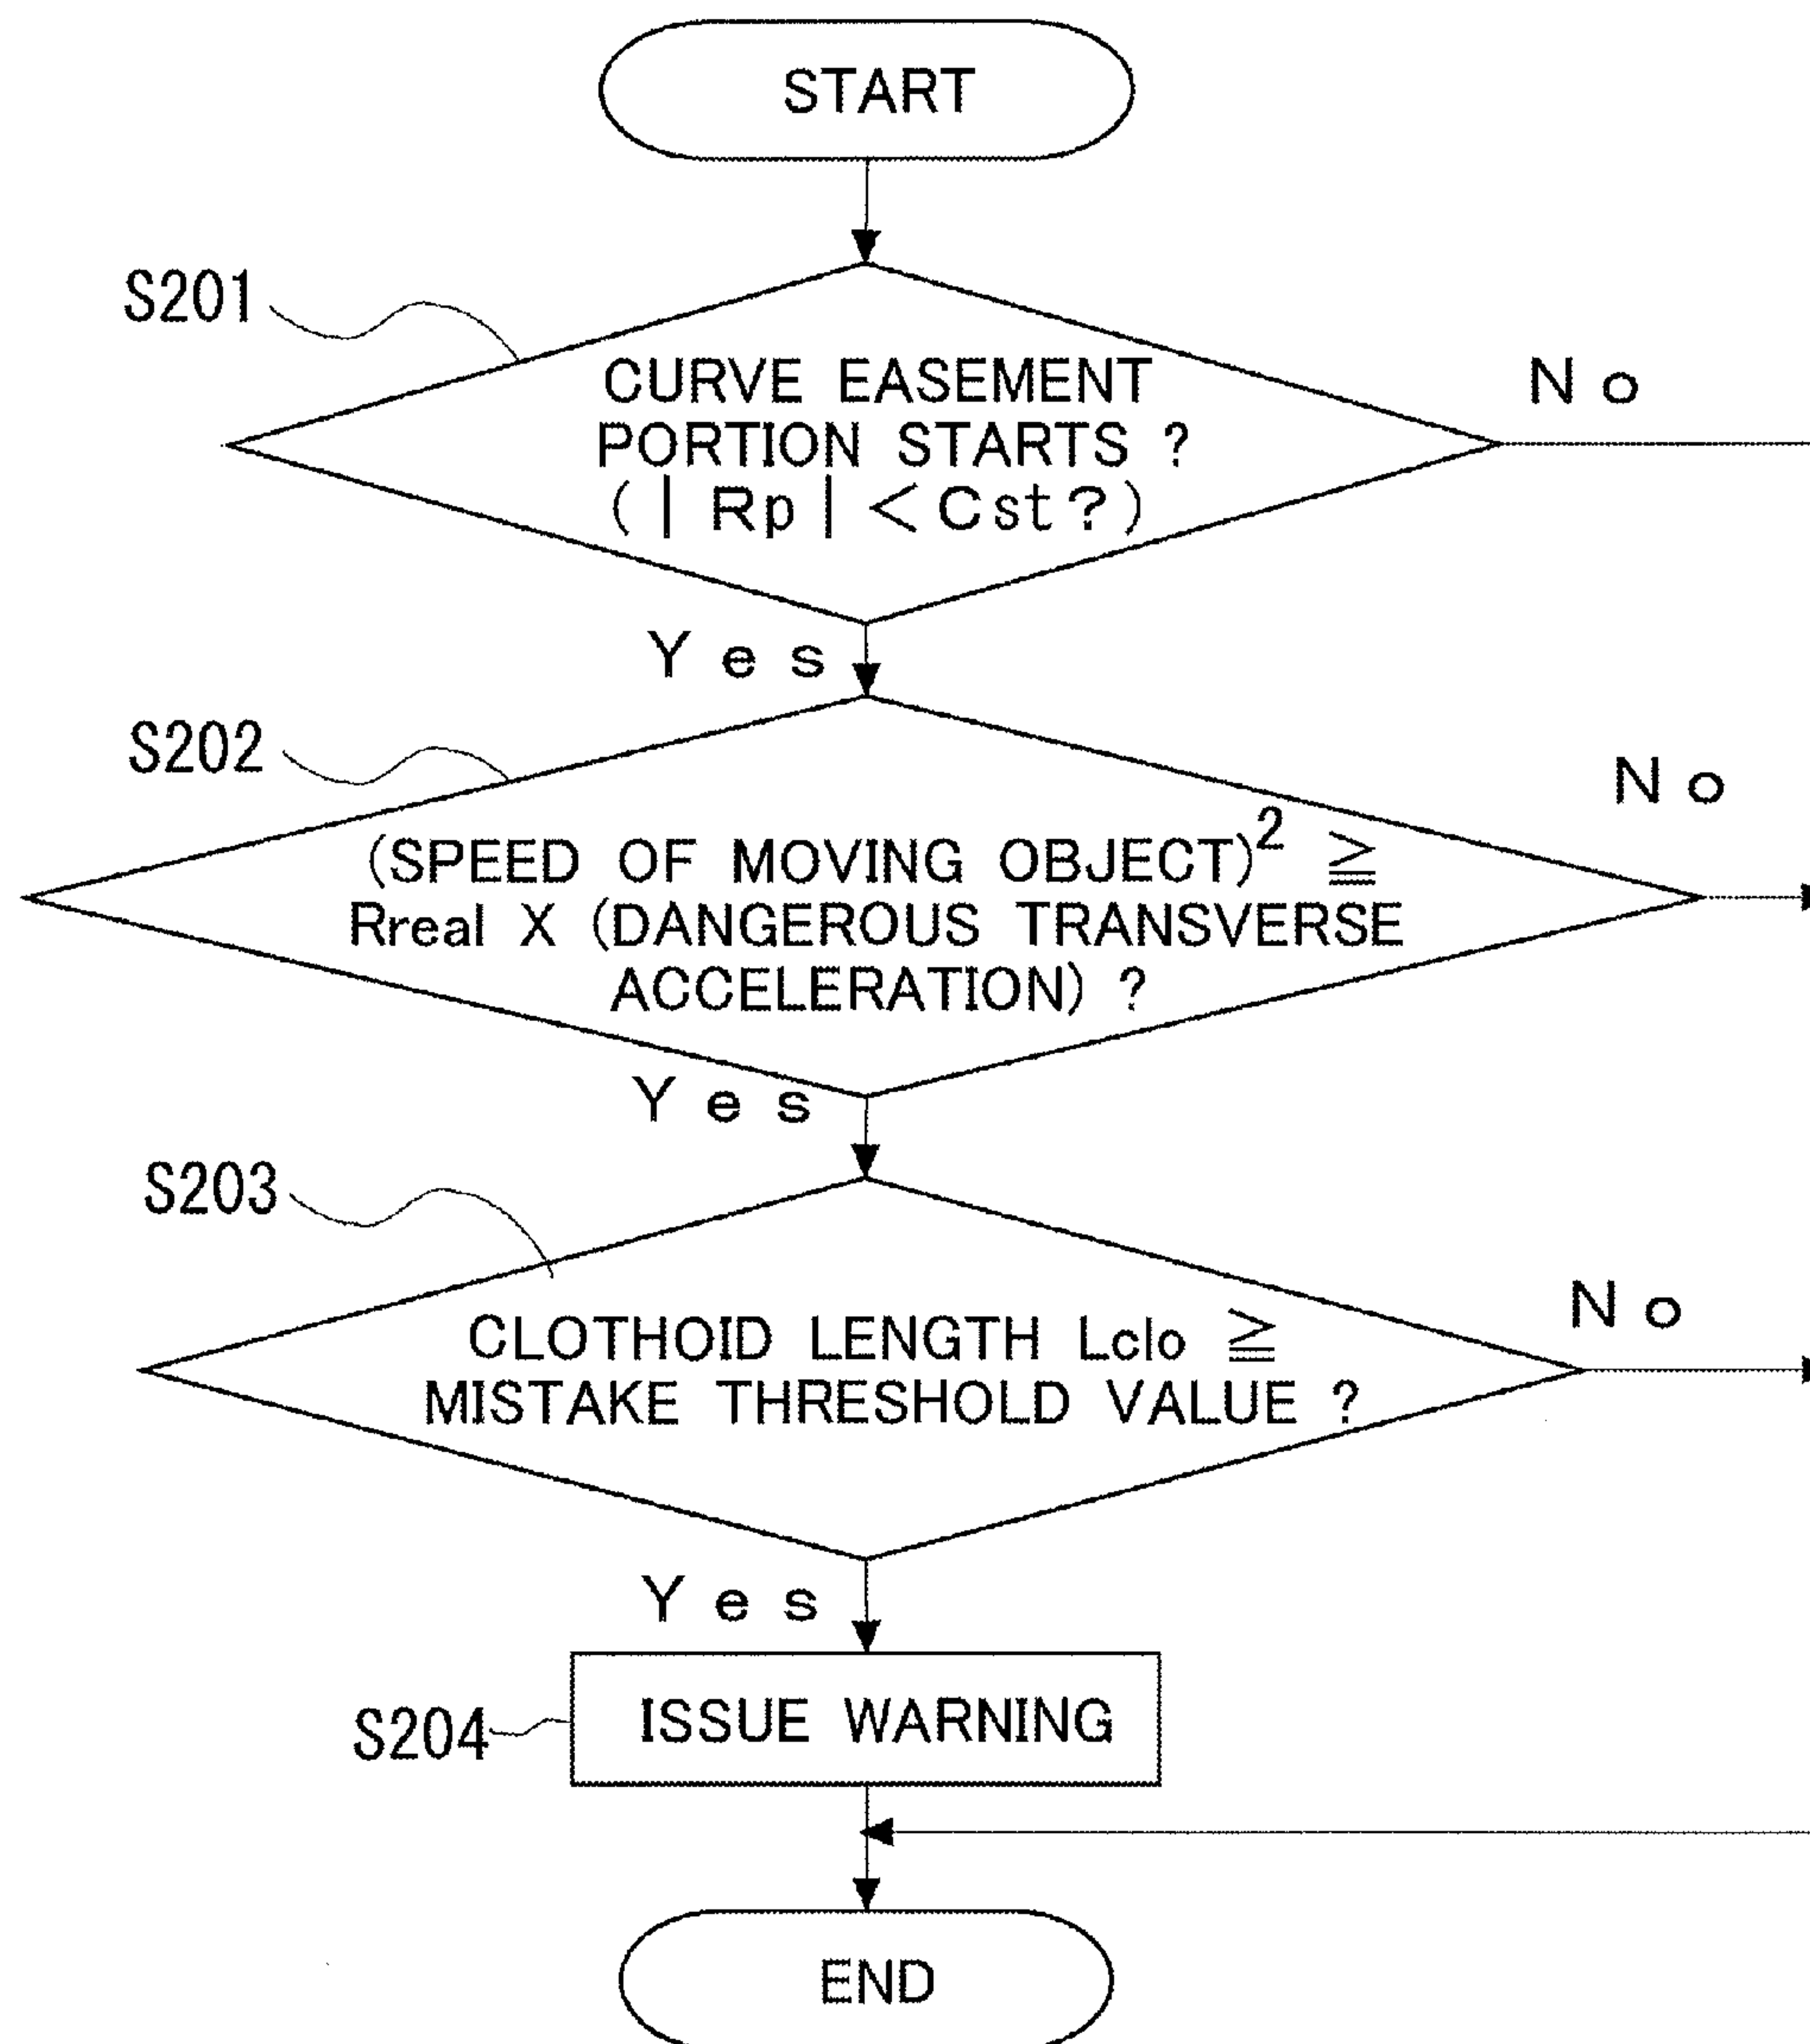 START
S201
CURVE EASEMENT
PORTION STARTS ?
(|Rp|<Cst?)
No
Yes
S202
(SPEED OF MOVING OBJECT)² ≧
Rreal X (DANGEROUS TRANSVERSE
ACCELERATION) ?
No
Yes
S203
CLOTHOID LENGTH Lclo ≧
MISTAKE THRESHOLD VALUE ?
No
Yes
S204
ISSUE WARNING
END